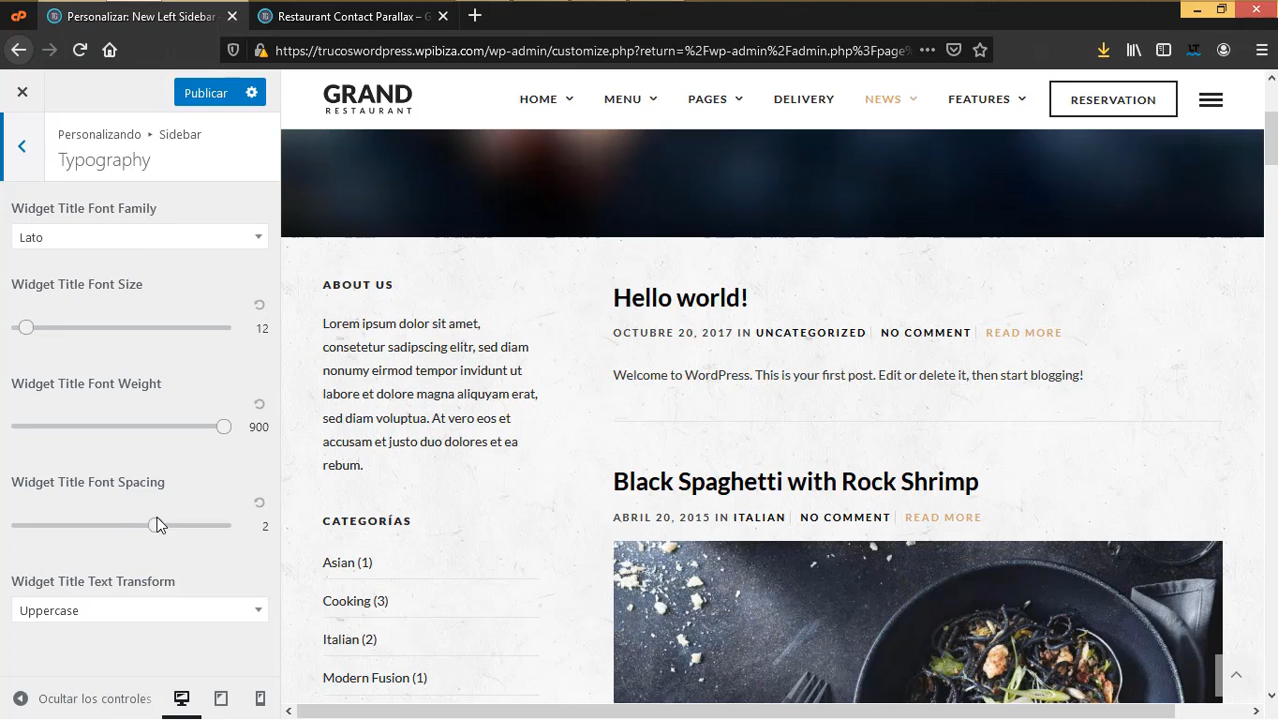 Personalizar: New Left Sidebar
Restaurant Contact Parallax – G
https://trucoswordpress.wpibiza.com/wp-admin/customize.php?return=%2Fwp-admin%2Fadmin.php%3Fpage
Publicar
Personalizando ▸ Sidebar
Typography
Widget Title Font Family
Lato
Widget Title Font Size
12
Widget Title Font Weight
900
Widget Title Font Spacing
2
Widget Title Text Transform
Uppercase
Ocultar los controles
GRAND
RESTAURANT
HOME
MENU
PAGES
DELIVERY
NEWS
FEATURES
RESERVATION
ABOUT US
Lorem ipsum dolor sit amet,
consetetur sadipscing elitr, sed diam
nonumy eirmod tempor invidunt ut
labore et dolore magna aliquyam erat,
sed diam voluptua. At vero eos et
accusam et justo duo dolores et ea
rebum.
CATEGORÍAS
Asian (1)
Cooking (3)
Italian (2)
Modern Fusion (1)
Hello world!
OCTUBRE 20, 2017 IN UNCATEGORIZED NO COMMENT READ MORE
Welcome to WordPress. This is your first post. Edit or delete it, then start blogging!
Black Spaghetti with Rock Shrimp
ABRIL 20, 2015 IN ITALIAN NO COMMENT READ MORE